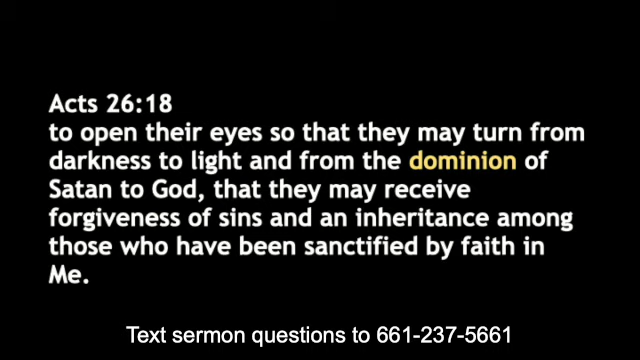 Acts 26:18
to open their eyes so that they may turn from
darkness to light and from the dominion of
Satan to God, that they may receive
forgiveness of sins and an inheritance among
those who have been sanctified by faith in
Me.
Text sermon questions to 661-237-5661